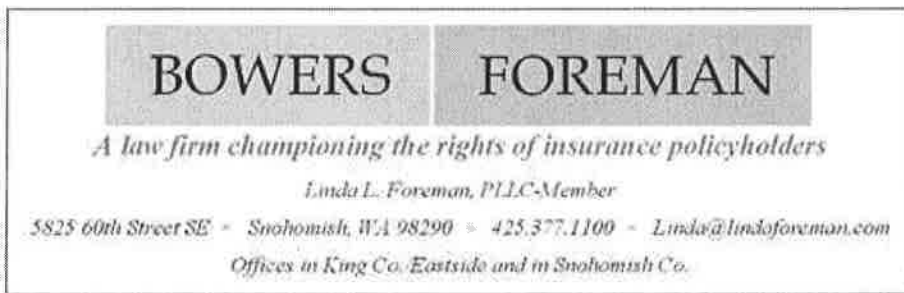 BOWERS FOREMAN
A law firm championing the rights of insurance policyholders
Linda L. Foreman, PLLC-Member
5825 60th Street SE - Snohomish, WA 98290 - 425.377.1100 - Linda@lindaforeman.com
Offices in King Co. Eastside and in Snohomish Co.